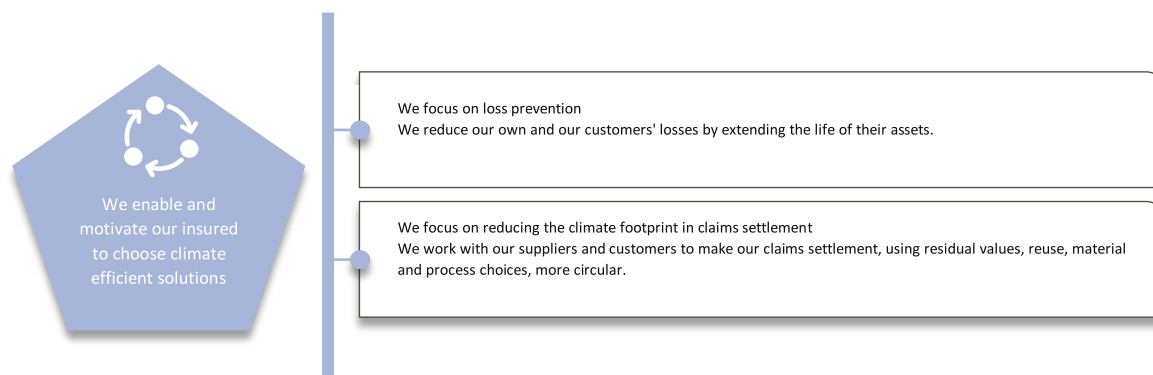 We enable and
motivate our insured
to choose climate
efficient solutions
We focus on loss prevention
We reduce our own and our customers' losses by extending the life of their assets.
We focus on reducing the climate footprint in claims settlement
We work with our suppliers and customers to make our claims settlement, using residual values, reuse, material
and process choices, more circular.